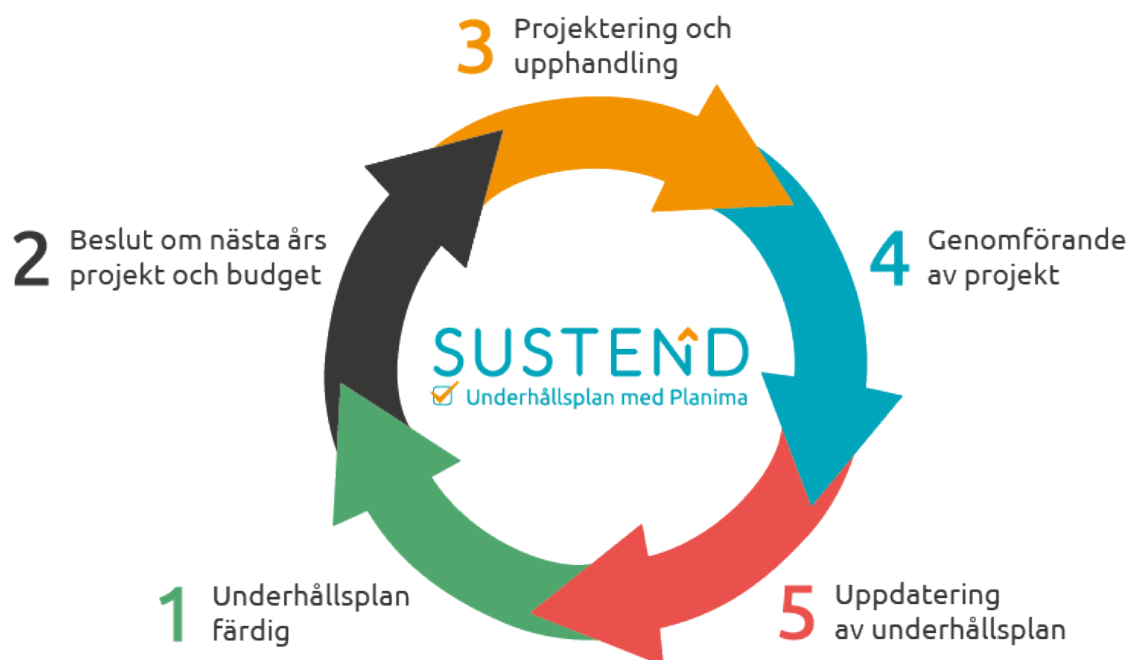 3 Projektering och
upphandling
2 Beslut om nästa års
projekt och budget
4 Genomförande
av projekt
SUSTEND
Underhållsplan med Planima
1 Underhållsplan
färdig
5 Uppdatering
av underhållsplan